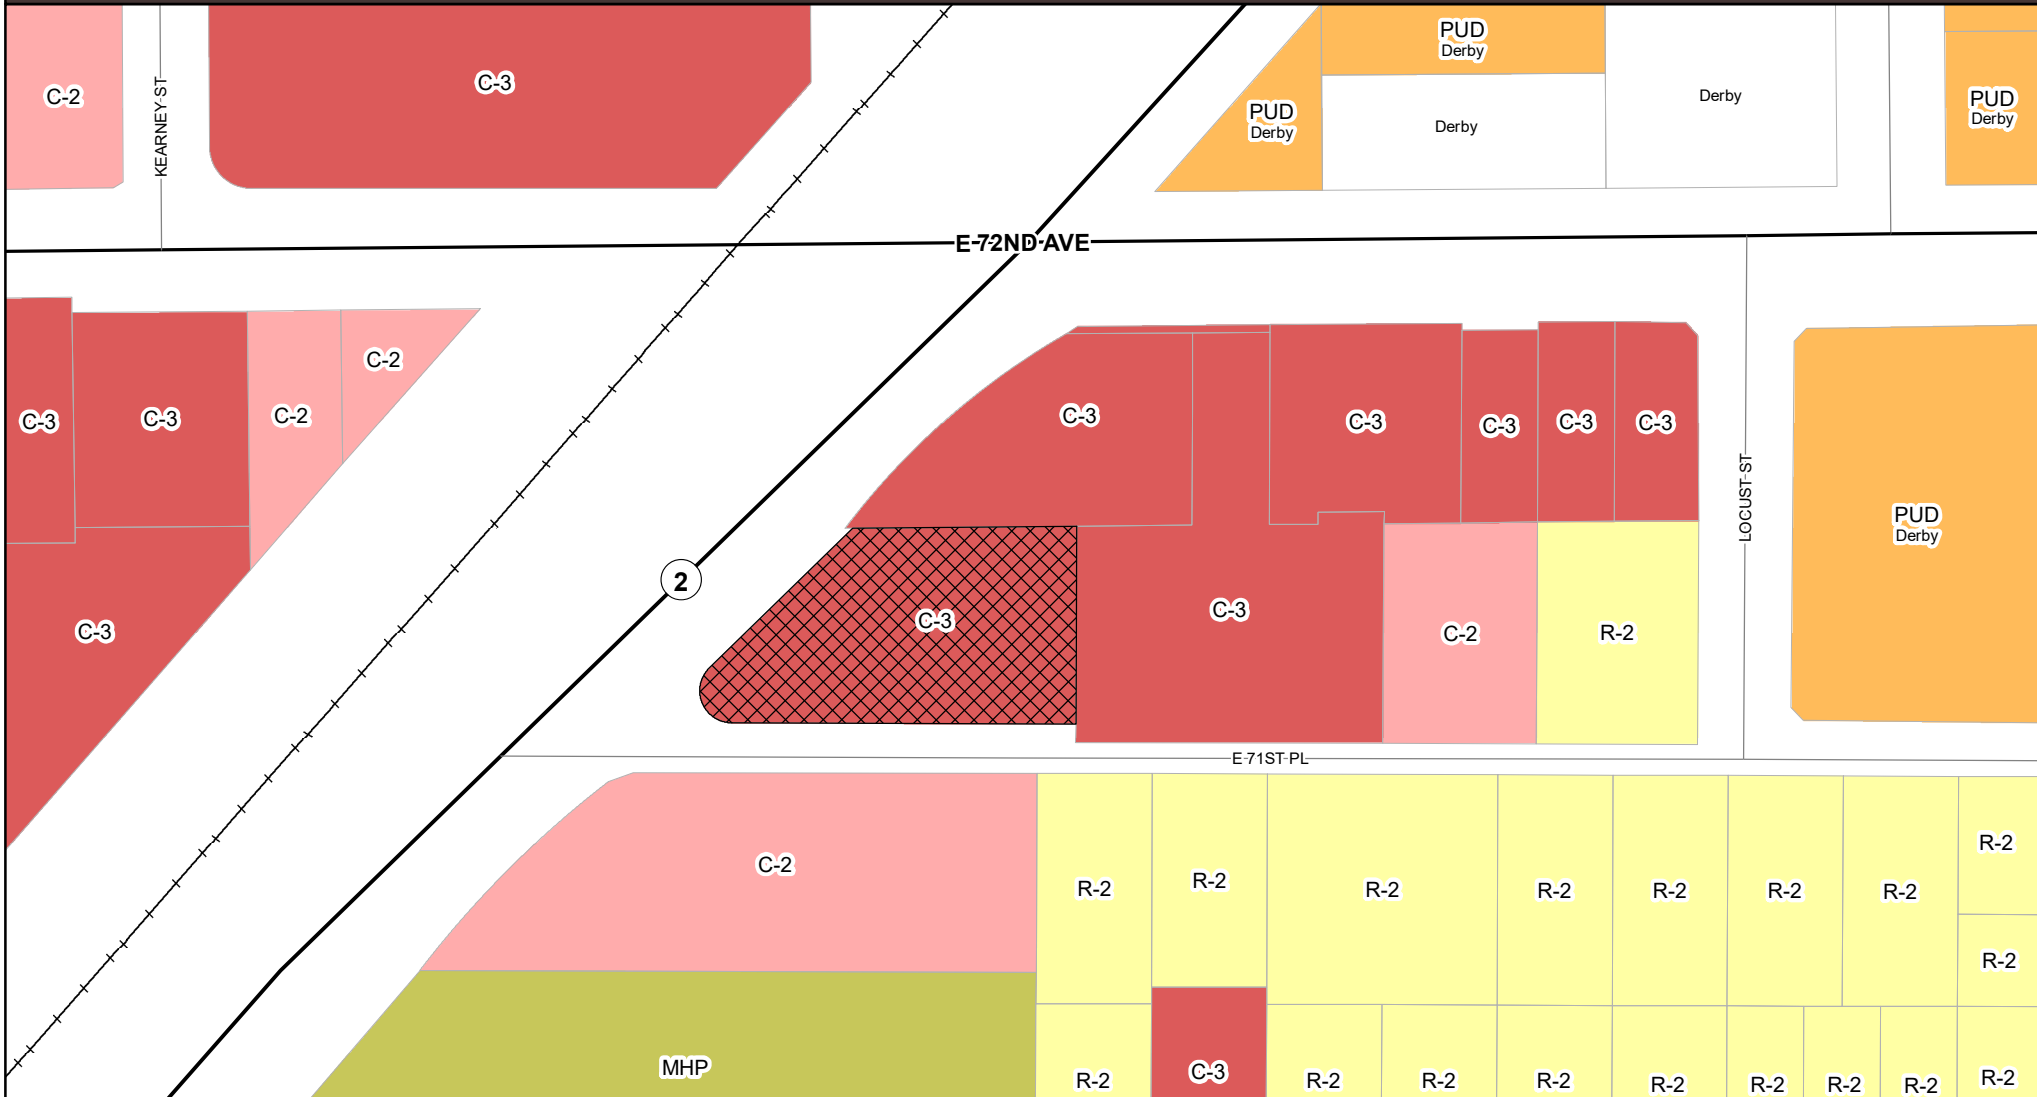 PUD
Derby
C-3
C-2
KEARNEY ST
PUD
Derby
Derby
Derby
PUD
Derby
E 72ND AVE
C-2
C-3
C-3
C-2
C-3
C-3
C-3
C-3
C-3
LOCUST ST
PUD
Derby
2
C-3
C-3
C-3
C-2
R-2
E 71ST PL
C-2
R-2
R-2
R-2
R-2
R-2
R-2
R-2
R-2
R-2
MHP
R-2
C-3
R-2
R-2
R-2
R-2
R-2
R-2
R-2
R-2